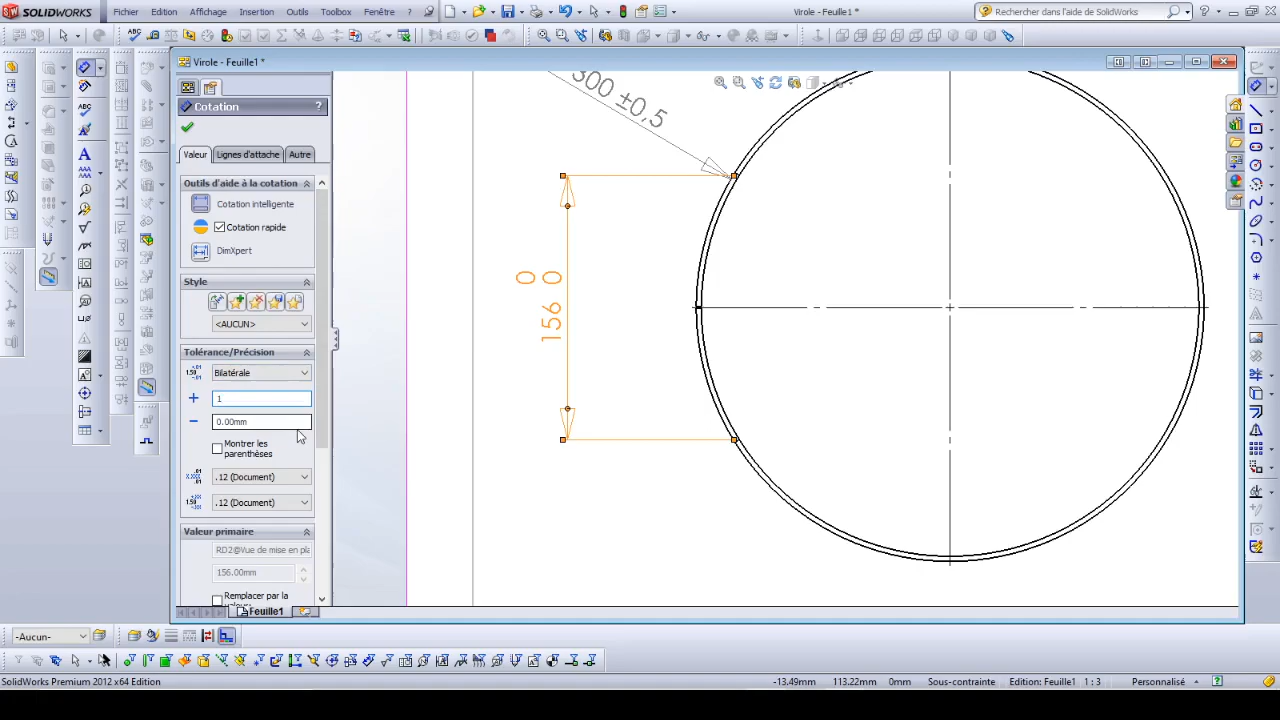 SOLIDWORKS
Fichier Edition Affichage Insertion Outils Toolbox Fenêtre ?
Virole - Feuille1 *
Rechercher dans l'aide de SolidWorks
Virole - Feuille1 *
Cotation ?
Valeur Lignes d'attache Autre
Outils d'aide à la cotation
Cotation intelligente
Cotation rapide
DimXpert
Style
<AUCUN>
Tolérance/Précision
Bilatérale
+ 1
- 0.00mm
Montrer les
parenthèses
.12 (Document)
.12 (Document)
Valeur primaire
RD2@Vue de mise en pla
156.00mm
Remplacer par la
300 ±0,5
156 0
0
Feuille1
-Aucun-
SolidWorks Premium 2012 x64 Edition
-13.49mm 113.22mm 0mm Sous-contrainte Edition: Feuille1 1 : 3 Personnalisé